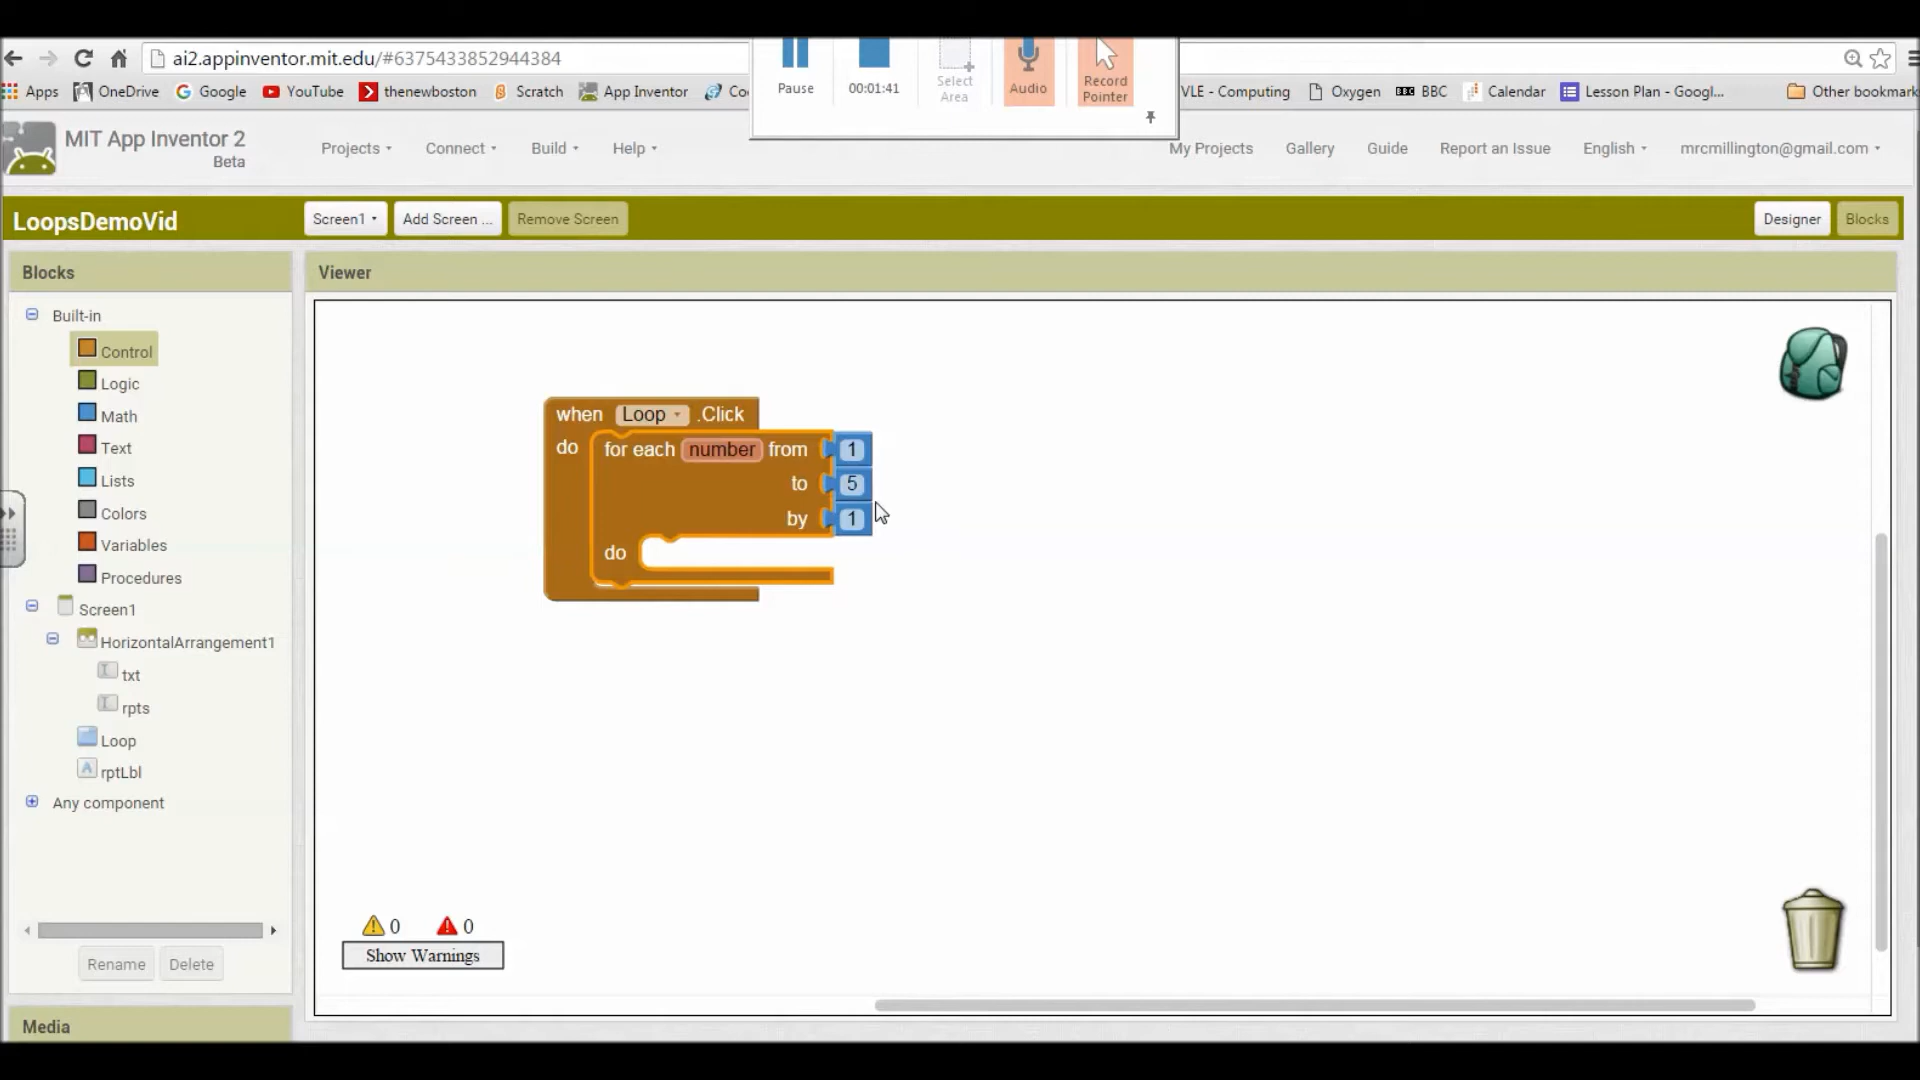 ai2.appinventor.mit.edu/#6375433852944384
Pause
00:01:41
Select
Area
Audio
Record
Pointer
Apps
OneDrive
Google
YouTube
thenewboston
Scratch
App Inventor
Co
VLE - Computing
Oxygen
BBC
BBC
Calendar
Lesson Plan - Googl...
Other bookmark
MIT App Inventor 2
Beta
Projects
Connect
Build
Help
My Projects
Gallery
Guide
Report an Issue
English
mrcmillington@gmail.com
LoopsDemoVid
Screen1
Add Screen ...
Remove Screen
Designer
Blocks
Blocks
Viewer
Built-in
Control
Logic
Math
Text
Lists
Colors
Variables
Procedures
Screen1
HorizontalArrangement1
txt
rpts
Loop
A rptLbl
Any component
Rename
Delete
Media
when Loop .Click
do for each number from 1
to 5
by 1
do
0
0
Show Warnings